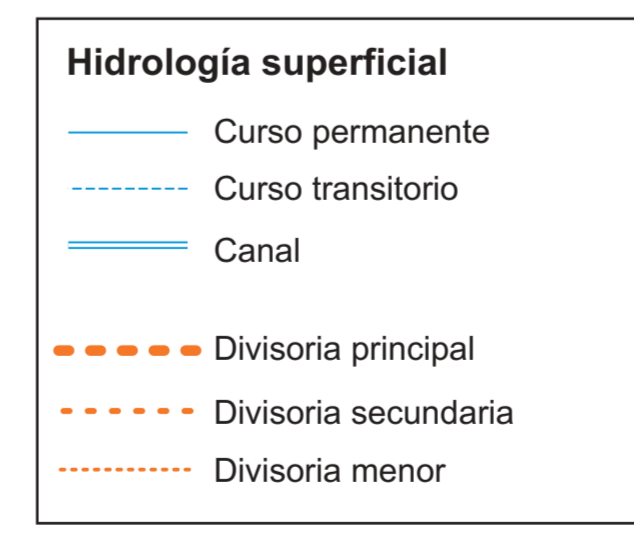 Hidrología superficial
Curso permanente
Curso transitorio
Canal
Divisoria principal
Divisoria secundaria
Divisoria menor